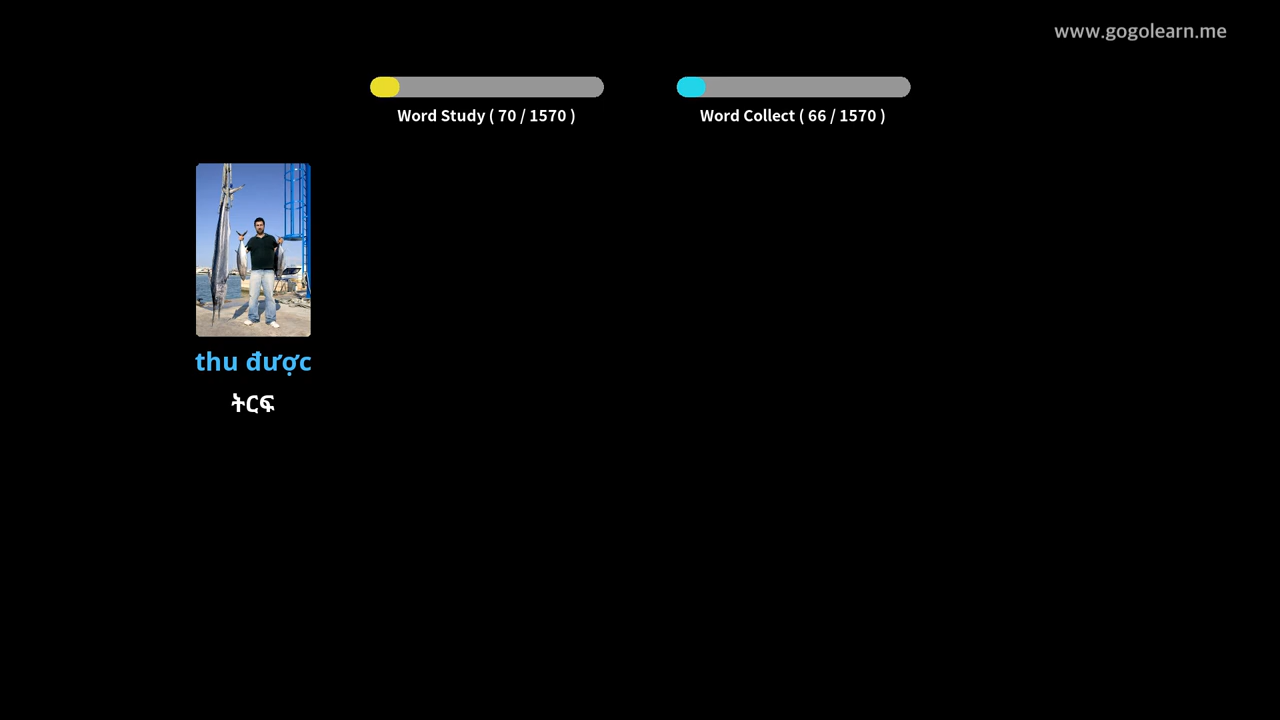 www.gogolearn.me
Word Study ( 70 / 1570 )
Word Collect ( 66 / 1570 )
thu được
ትርፍ